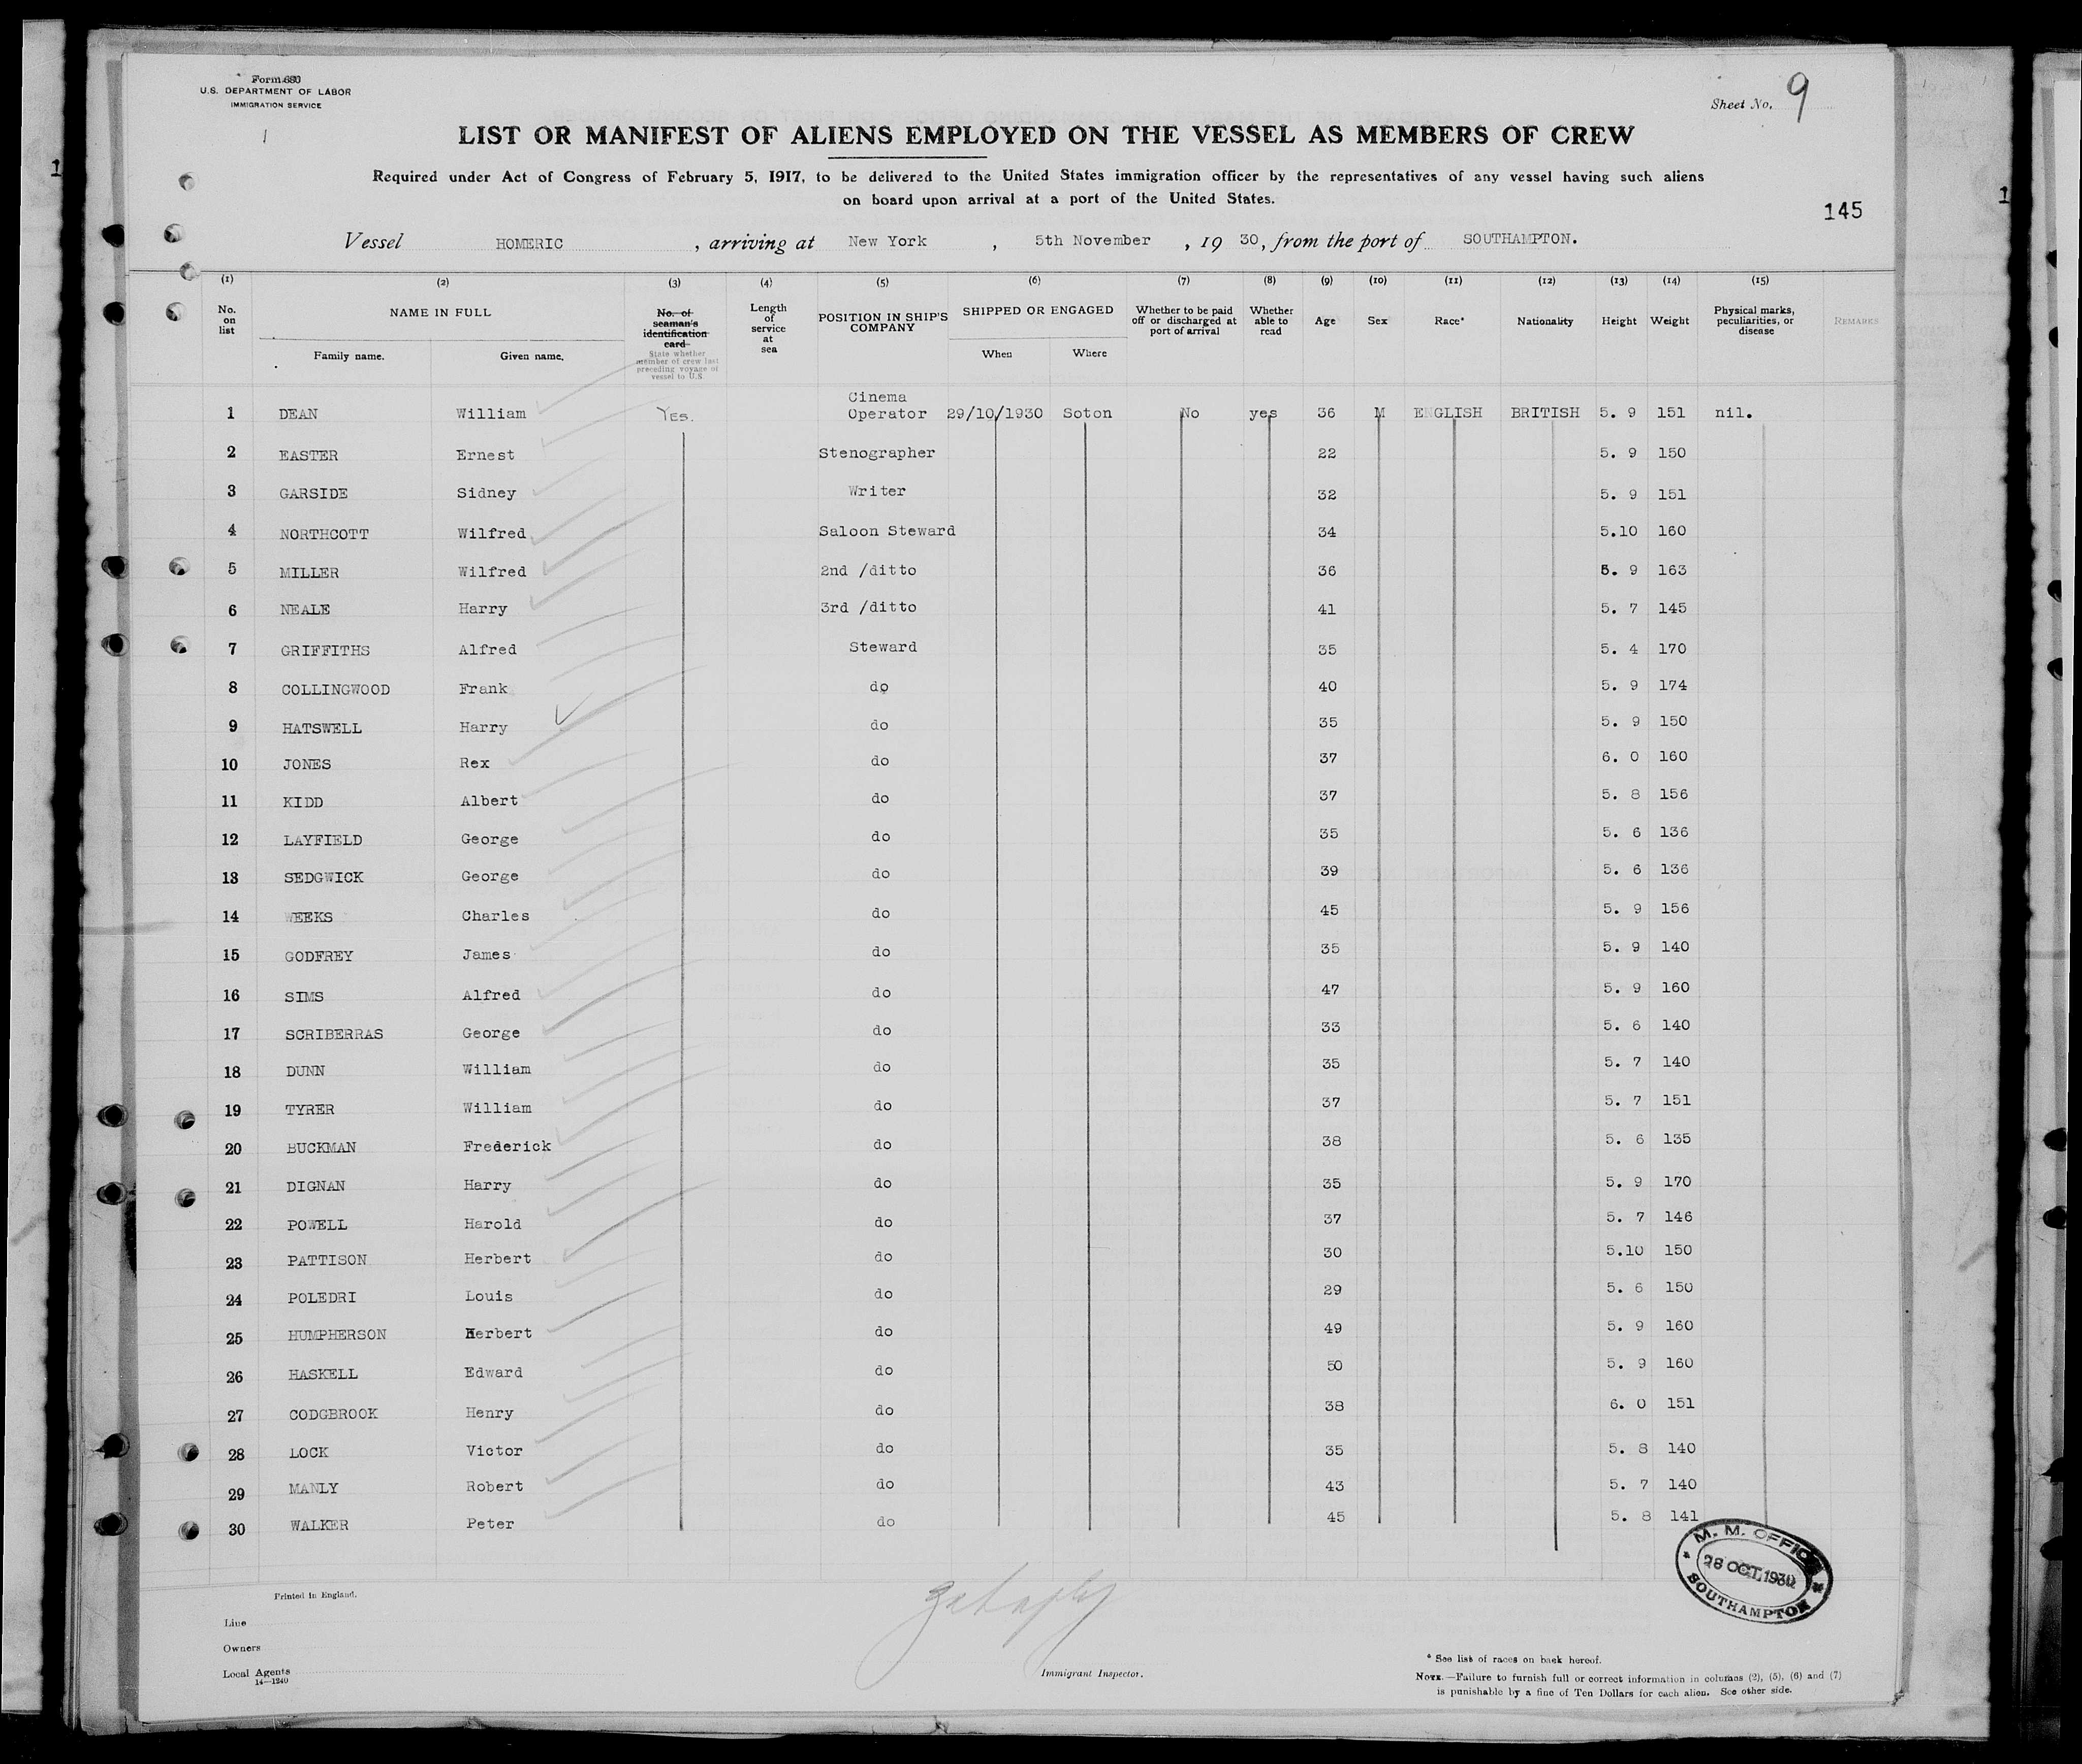 Form 680
U.S. DEPARTMENT OF LABOR
IMMIGRATION SERVICE
Sheet No. 9
LIST OR MANIFEST OF ALIENS EMPLOYED ON THE VESSEL AS MEMBERS OF CREW
Required under Act of Congress of February 5, 1917, to be delivered to the United States immigration officer by the representatives of any vessel having such aliens
on board upon arrival at a port of the United States.
145
Vessel HOMERIC, arriving at New York, 5th November, 1930, from the port of SOUTHAMPTON.
(1) (2) (3) (4) (5) (6) (7) (8) (9) (10) (11) (12) (13) (14) (15)
No. on list NAME IN FULL Family name. Given name. No. of seaman's identification card State whether member of crew last preceding voyage of vessel to U.S. Length of service at sea POSITION IN SHIP'S COMPANY SHIPPED OR ENGAGED When Where Whether to be paid off or discharged at port of arrival Whether able to read Age Sex Race* Nationality Height Weight Physical marks, peculiarities, or disease REMARKS
1 DEAN William Yes. Cinema Operator 29/10/1930 Soton No yes 36 M ENGLISH BRITISH 5. 9 151 nil.
2 EASTER Ernest Stenographer 22 5. 9 150
3 GARSIDE Sidney Writer 32 5. 9 151
4 NORTHCOTT Wilfred Saloon Steward 34 5.10 160
5 MILLER Wilfred 2nd /ditto 36 5. 9 163
6 NEALE Harry 3rd /ditto 41 5. 7 145
7 GRIFFITHS Alfred Steward 35 5. 4 170
8 COLLINGWOOD Frank do 40 5. 9 174
9 HATSWELL Harry do 35 5. 9 150
10 JONES Rex do 37 6. 0 160
11 KIDD Albert do 37 5. 8 156
12 LAYFIELD George do 35 5. 6 136
13 SEDGWICK George do 39 5. 6 136
14 WEEKS Charles do 45 5. 9 156
15 GODFREY James do 35 5. 9 140
16 SIMS Alfred do 47 5. 9 160
17 SCRIBERRAS George do 33 5. 6 140
18 DUNN William do 35 5. 7 140
19 TYRER William do 37 5. 7 151
20 BUCKMAN Frederick do 38 5. 6 135
21 DIGNAN Harry do 35 5. 9 170
22 POWELL Harold do 37 5. 7 146
23 PATTISON Herbert do 30 5.10 150
24 POLEDRI Louis do 29 5. 6 150
25 HUMPHERSON Herbert do 49 5. 9 160
26 HASKELL Edward do 50 5. 9 160
27 CODGBROOK Henry do 38 6. 0 151
28 LOCK Victor do 35 5. 8 140
29 MANLY Robert do 43 5. 7 140
30 WALKER Peter do 45 5. 8 141
M. M. OFFICE
28 OCT. 1930
SOUTHAMPTON
Printed in England.
Line
Owners
Local Agents
14—1240
Immigrant Inspector.
* See list of races on back hereof.
NOTE.—Failure to furnish full or correct information in columns (2), (5), (6) and (7)
is punishable by a fine of Ten Dollars for each alien. See other side.